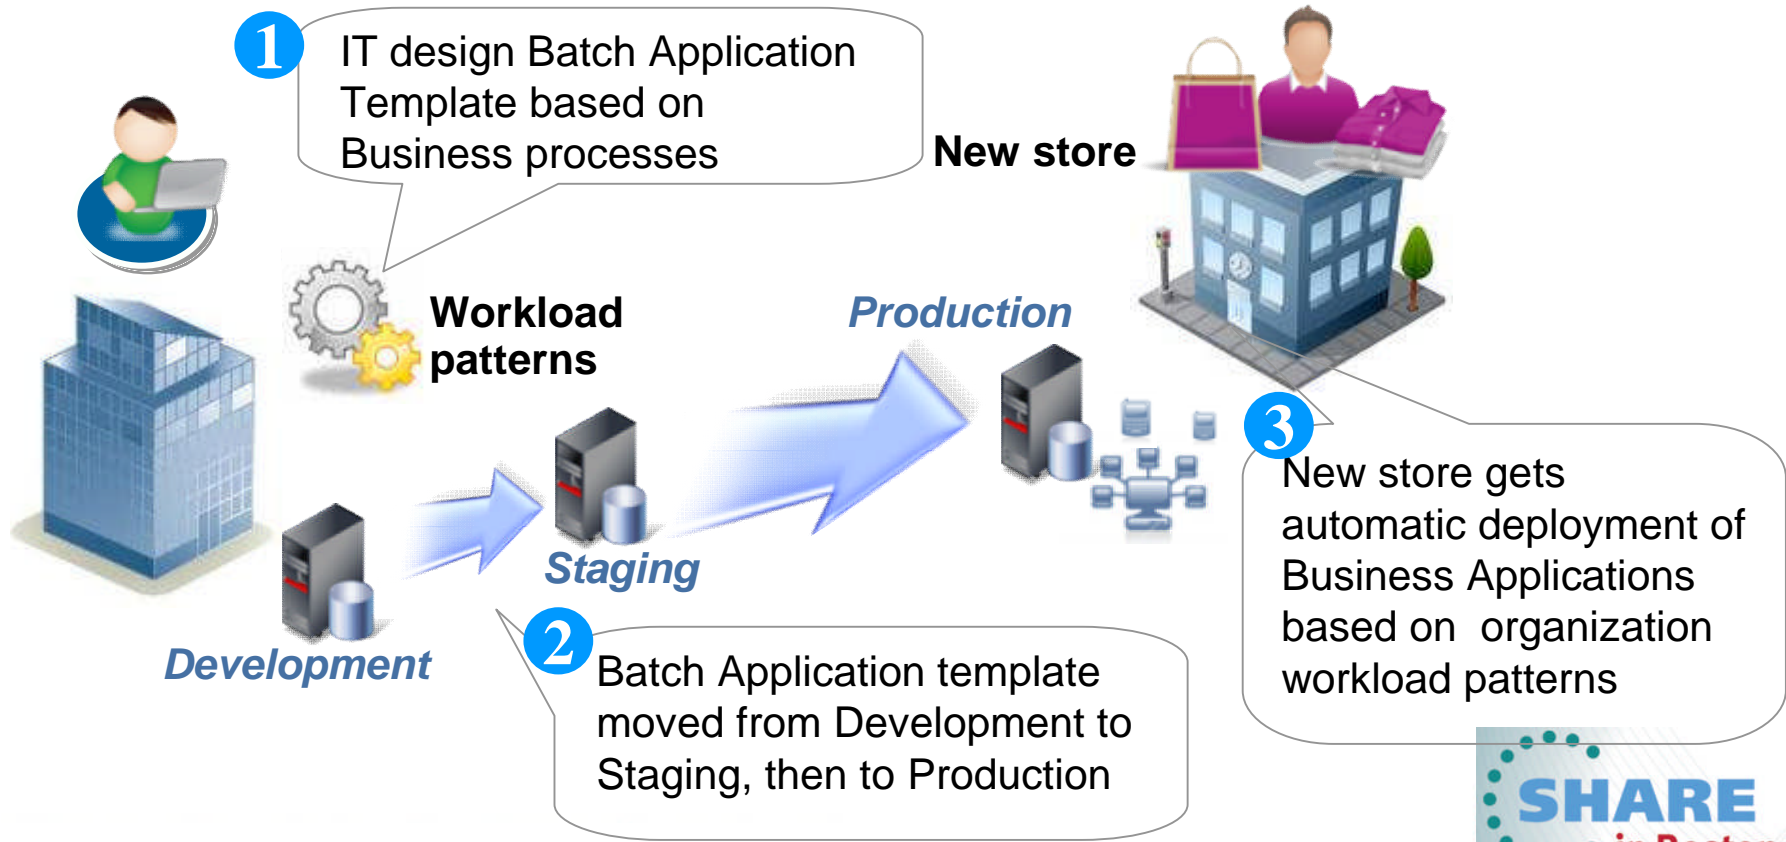 1
IT design Batch Application
Template based on
Business processes
New store
Workload
patterns
Production
Staging
Development
2
Batch Application template
moved from Development to
Staging, then to Production
3
New store gets
automatic deployment of
Business Applications
based on  organization
workload patterns
SHARE
in Boston